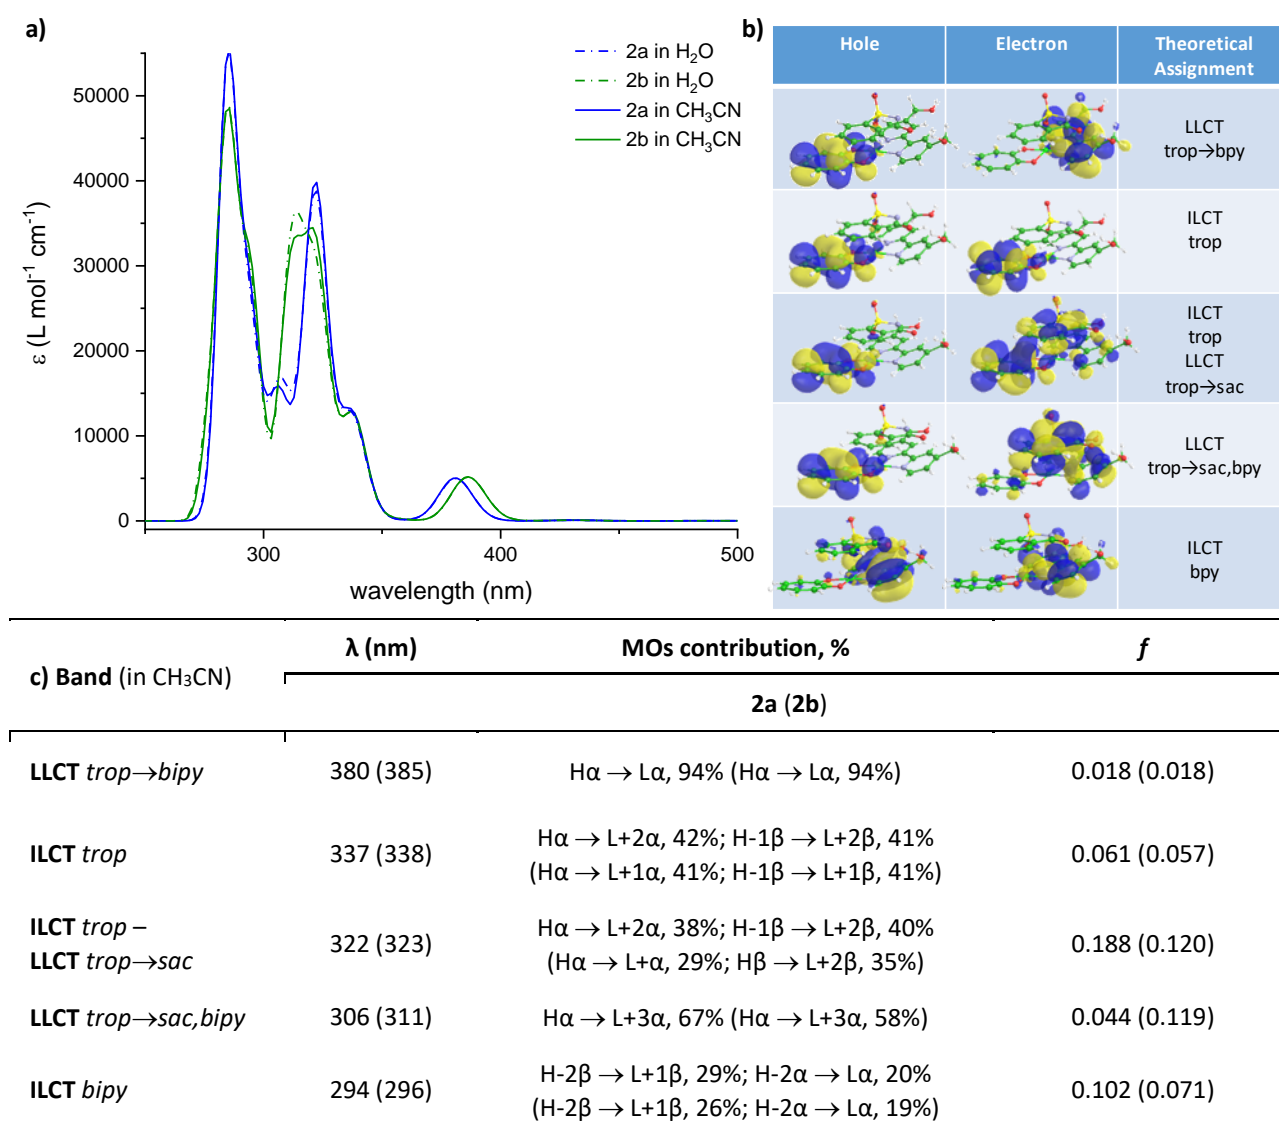 a)
2a in H2O
2b in H2O
2a in CH3CN
2b in CH3CN
50000
40000
30000
20000
10000
0
ε (L mol-1 cm-1)
300
400
500
wavelength (nm)
b)
Hole Electron Theoretical
Assignment
LLCT
trop→bpy
ILCT
trop
ILCT
trop
LLCT
trop→sac
LLCT
trop→sac,bpy
ILCT
bpy
c) Band (in CH3CN) λ (nm) MOs contribution, % f
2a (2b)
LLCT trop→bipy 380 (385) Hα → Lα, 94% (Hα → Lα, 94%) 0.018 (0.018)
ILCT trop 337 (338) Hα → L+2α, 42%; H-1β → L+2β, 41% 0.061 (0.057)
(Hα → L+1α, 41%; H-1β → L+1β, 41%)
ILCT trop – 322 (323) Hα → L+2α, 38%; H-1β → L+2β, 40% 0.188 (0.120)
LLCT trop→sac (Hα → L+α, 29%; Hβ → L+2β, 35%)
LLCT trop→sac,bipy 306 (311) Hα → L+3α, 67% (Hα → L+3α, 58%) 0.044 (0.119)
ILCT bipy 294 (296) H-2β → L+1β, 29%; H-2α → Lα, 20% 0.102 (0.071)
(H-2β → L+1β, 26%; H-2α → Lα, 19%)